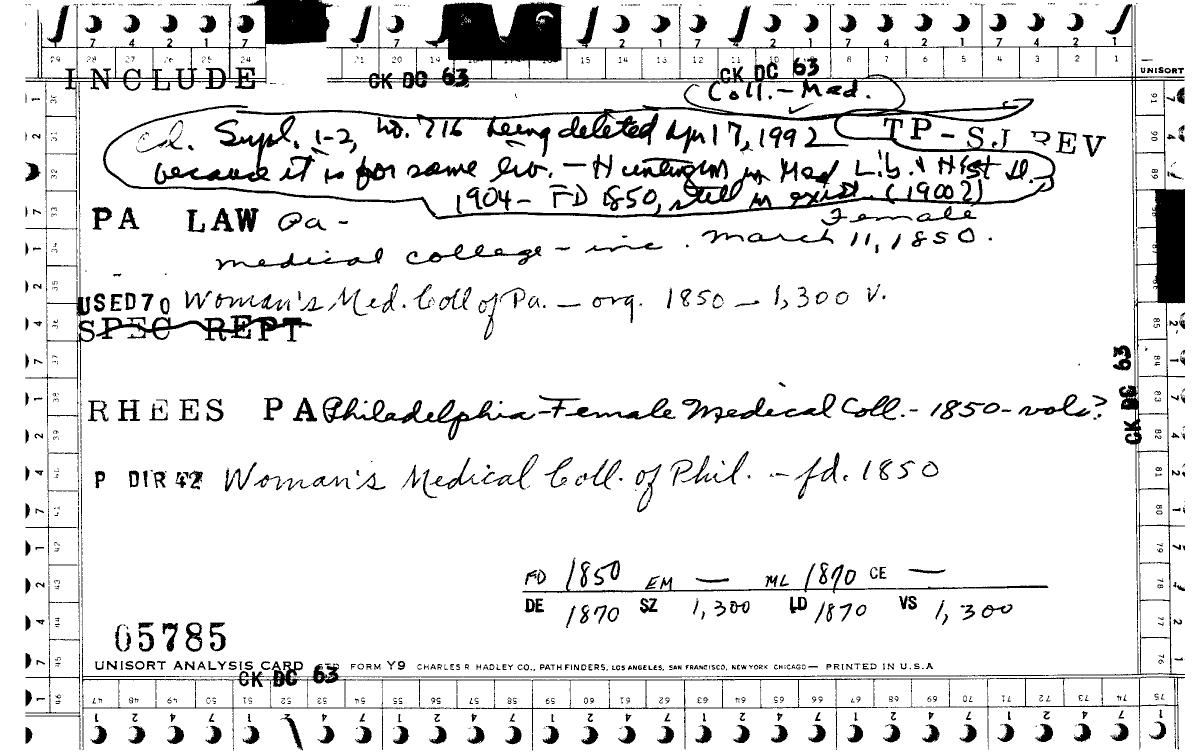 INCLUDE
CK DC 63
CK DC 63
UNISORT
Coll. - Med.
Supl. 1-2, no. 716 being deleted Apr 17, 1992
TP - S.J REV
because it is for same lib. - Huntington in Med Lib & Hist
1904 - FD 1850, still in exist. (1900?)
Female
PA LAW Pa -
medical college - inc. March 11, 1850.
USED 70 Woman's Med. Coll of Pa. - org. 1850 - 1,300 v.
SPEC REPT
CK DC 63
RHEES PA Philadelphia - Female Medical Coll. - 1850 - vols?
P DIR 42 Woman's Medical Coll. of Phil. - fd. 1850
FD 1850 EM — ML 1870 CE —
DE 1870 SZ 1,300 LD 1870 VS 1,300
05785
UNISORT ANALYSIS CARD FORM Y9 CHARLES R HADLEY CO., PATHFINDERS, LOS ANGELES, SAN FRANCISCO, NEW YORK CHICAGO — PRINTED IN U.S.A
CK DC 63